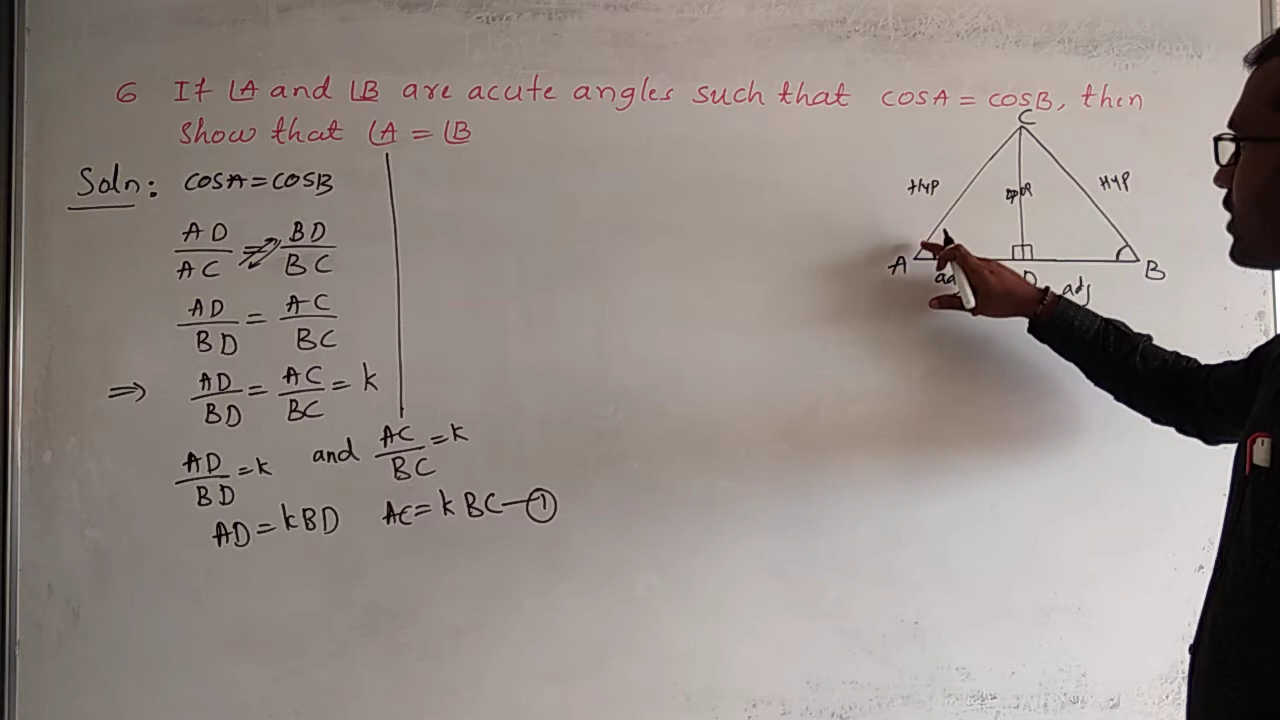 6 If ∠A and ∠B are acute angles such that cosA = cosB, then
show that ∠A = ∠B
Soln: cosA = cosB
AD/AC = BD/BC
AD/BD = AC/BC
⇒ AD/BD = AC/BC = k
AD/BD = k and AC/BC = k
AD = kBD AC = kBC — ①
C
Hyp opp Hyp
A B
adj